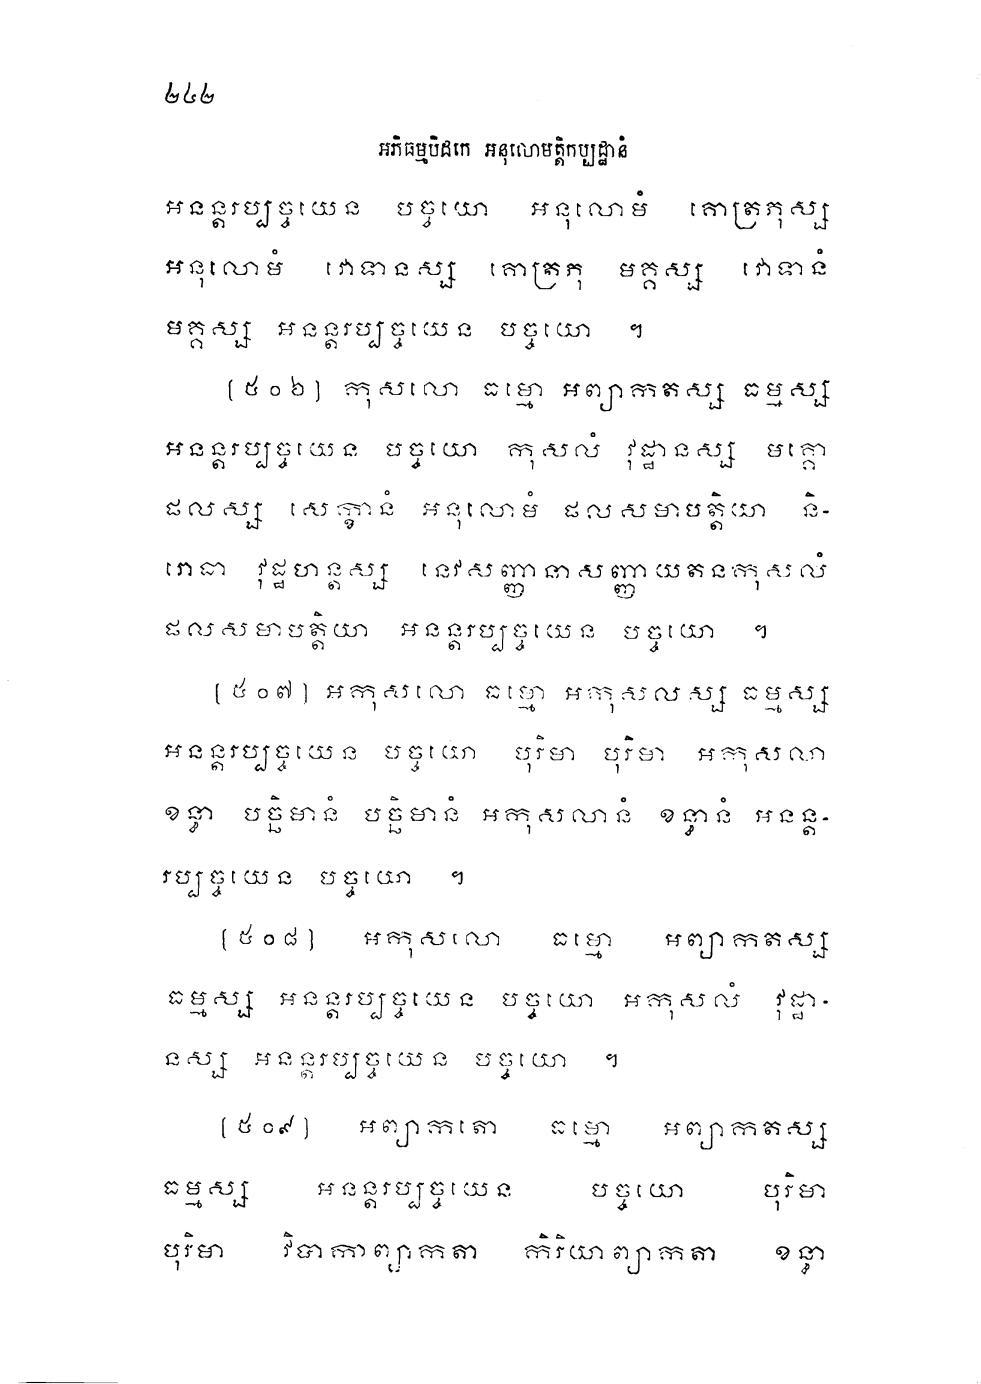 ២៤២
អភិធម្មបិដកេ អនុលោមត្តិកប្បដ្ឋានំ
អនន្តរប្បច្ចយេន បច្ចយោ អនុលោមំ គោត្រភុស្ស
អនុលោមំ វោទានស្ស គោត្រភុ មគ្គស្ស វោទានំ
មគ្គស្ស អនន្តរប្បច្ចយេន បច្ចយោ ។
[៥០៦] កុសលោ ធម្មោ អព្យាកតស្ស ធម្មស្ស
អនន្តរប្បច្ចយេន បច្ចយោ កុសលំ វុដ្ឋានស្ស មគ្គោ
ផលស្ស សេក្ខានំ អនុលោមំ ផលសមាបត្តិយា និ-
រោធា វុដ្ឋហន្តស្ស នេវសញ្ញានាសញ្ញាយតនកុសលំ
ផលសមាបត្តិយា អនន្តរប្បច្ចយេន បច្ចយោ ។
[៥០៧] អកុសលោ ធម្មោ អកុសលស្ស ធម្មស្ស
អនន្តរប្បច្ចយេន បច្ចយោ បុរិមា បុរិមា អកុសលា
ខន្ធា បច្ឆិមានំ បច្ឆិមានំ អកុសលានំ ខន្ធានំ អនន្ត-
រប្បច្ចយេន បច្ចយោ ។
[៥០៨] អកុសលោ ធម្មោ អព្យាកតស្ស
ធម្មស្ស អនន្តរប្បច្ចយេន បច្ចយោ អកុសលំ វុដ្ឋា-
នស្ស អនន្តរប្បច្ចយេន បច្ចយោ ។
[៥០៩] អព្យាកតោ ធម្មោ អព្យាកតស្ស
ធម្មស្ស អនន្តរប្បច្ចយេន បច្ចយោ បុរិមា
បុរិមា វិបាកាព្យាកតា កិរិយាព្យាកតា ខន្ធា